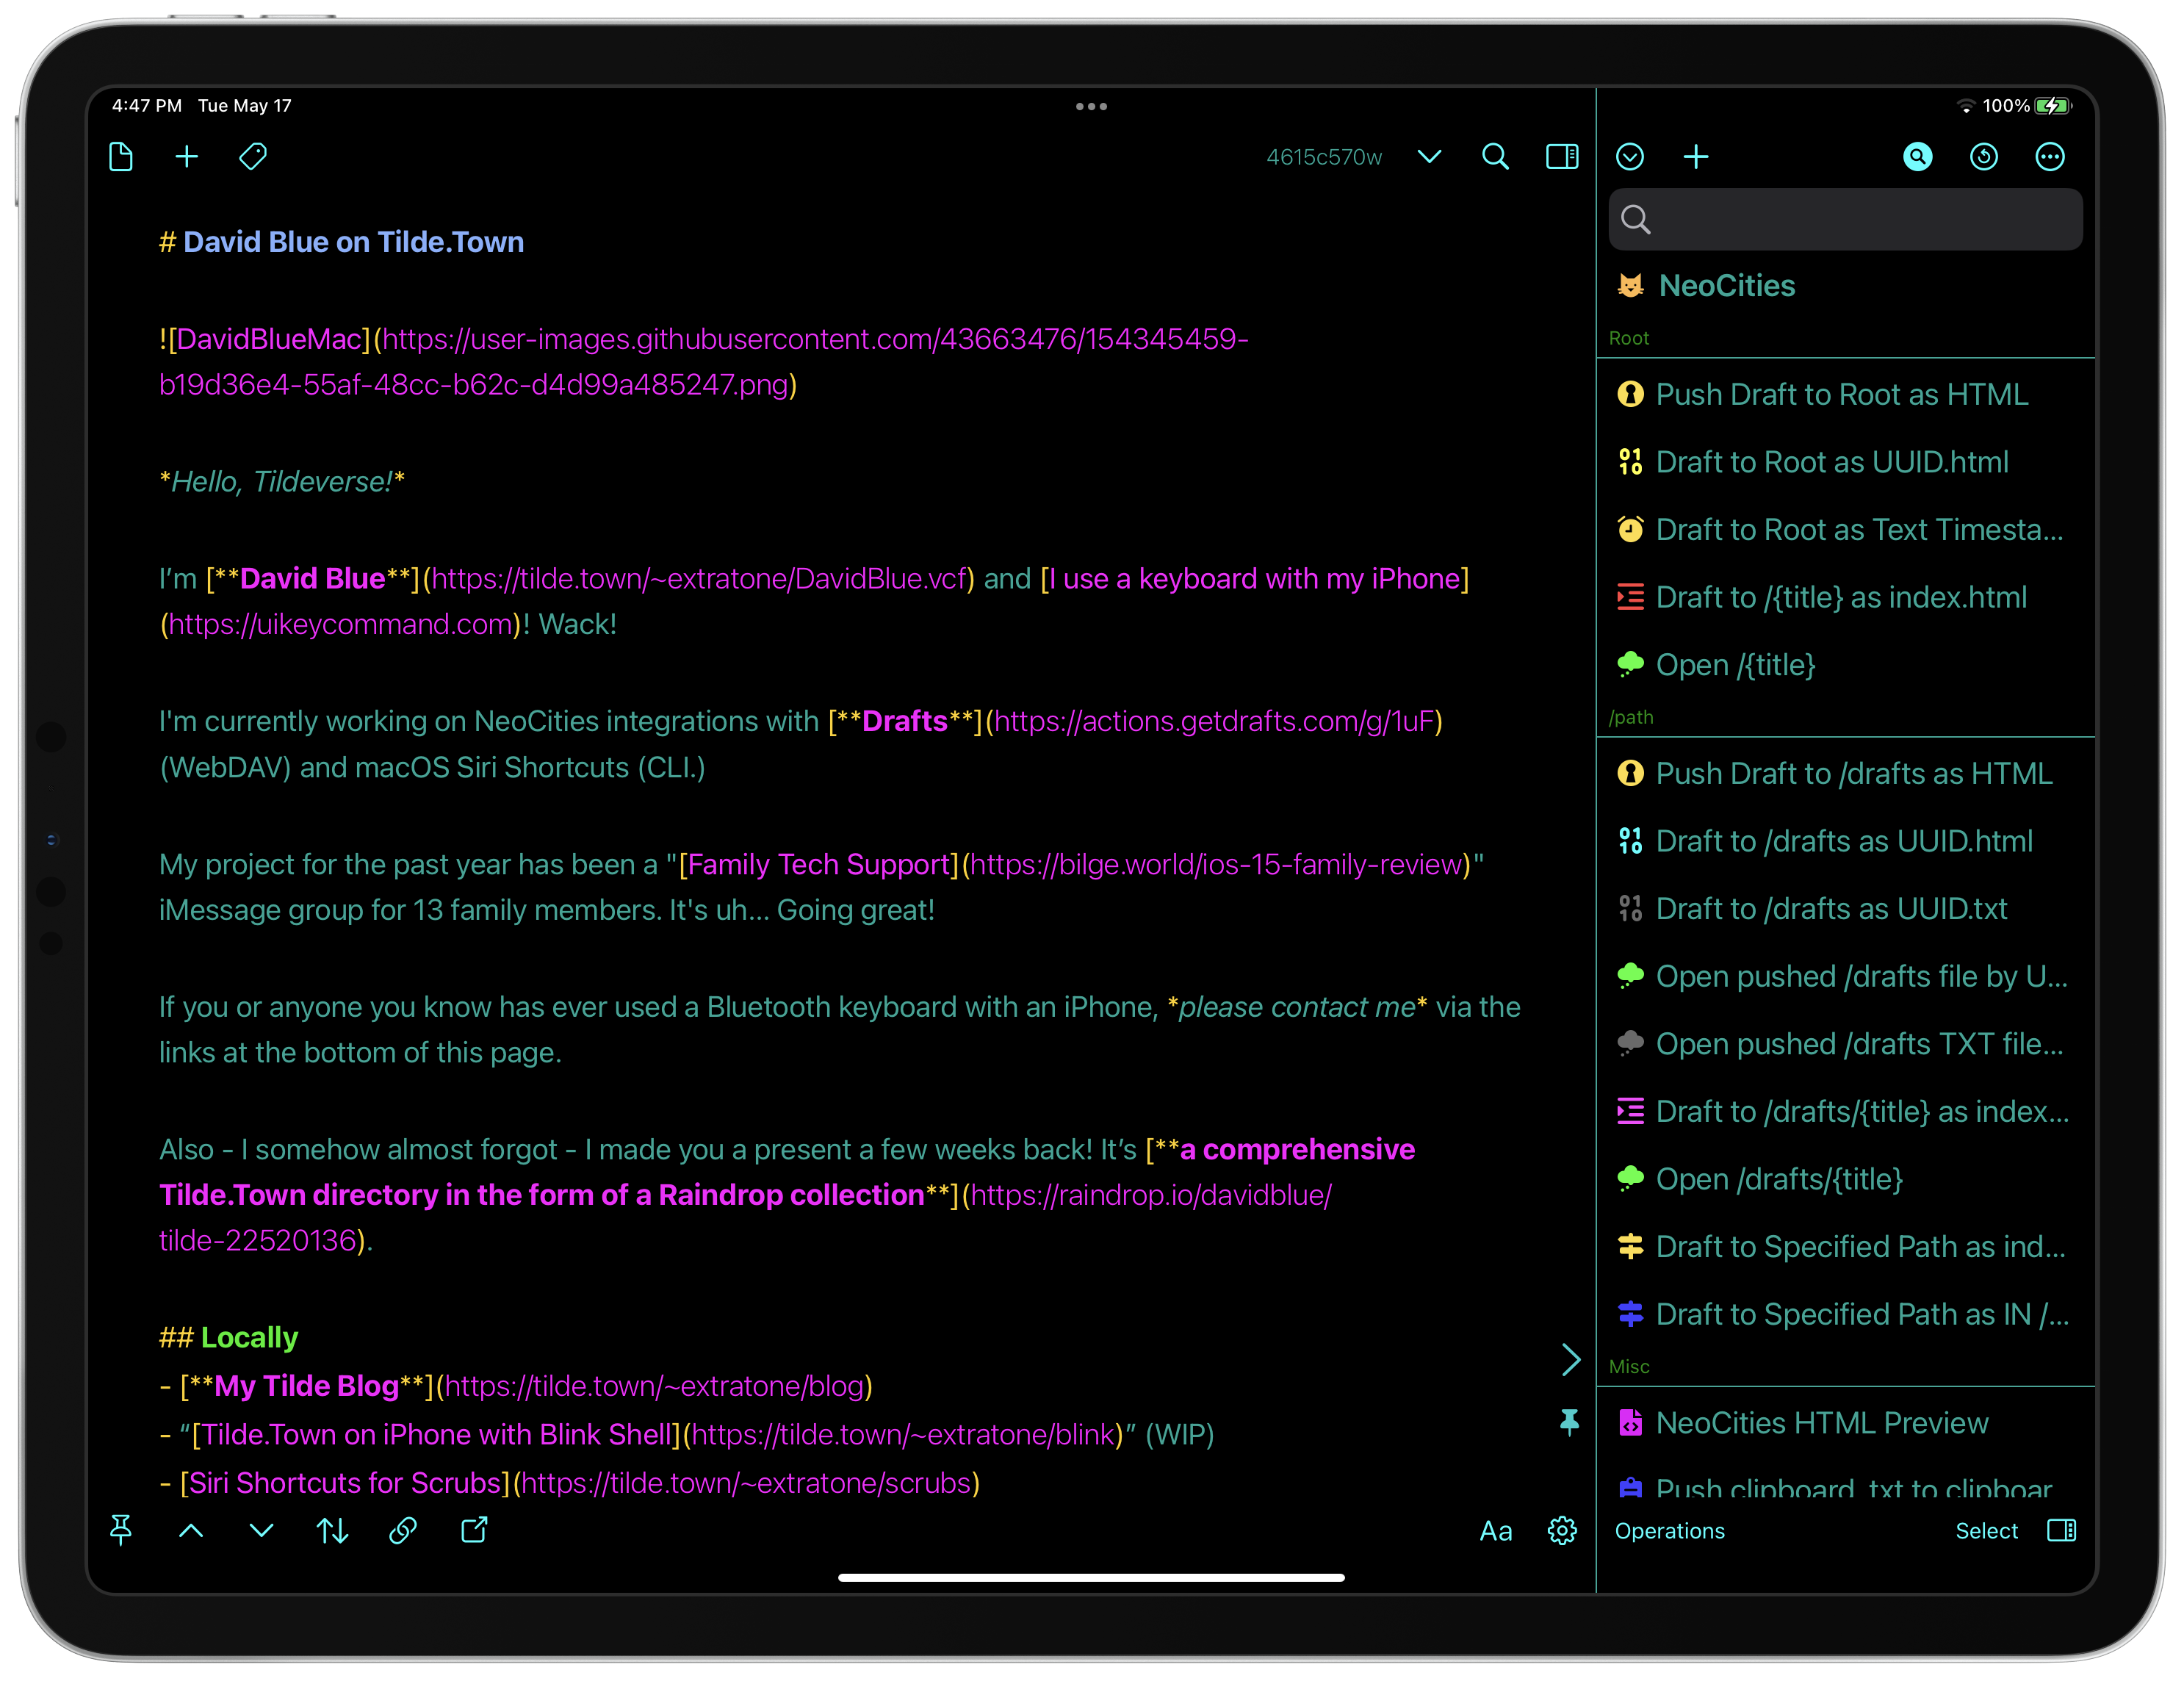 4:47 PM Tue May 17
100%
4615c570w
# David Blue on Tilde.Town
![DavidBlueMac](https://user-images.githubusercontent.com/43663476/154345459-
b19d36e4-55af-48cc-b62c-d4d99a485247.png)
*Hello, Tildeverse!*
I’m [**David Blue**](https://tilde.town/~extratone/DavidBlue.vcf) and [I use a keyboard with my iPhone]
(https://uikeycommand.com)! Wack!
I'm currently working on NeoCities integrations with [**Drafts**](https://actions.getdrafts.com/g/1uF)
(WebDAV) and macOS Siri Shortcuts (CLI.)
My project for the past year has been a "[Family Tech Support](https://bilge.world/ios-15-family-review)"
iMessage group for 13 family members. It's uh... Going great!
If you or anyone you know has ever used a Bluetooth keyboard with an iPhone, *please contact me* via the
links at the bottom of this page.
Also - I somehow almost forgot - I made you a present a few weeks back! It’s [**a comprehensive
Tilde.Town directory in the form of a Raindrop collection**](https://raindrop.io/davidblue/
tilde-22520136).
## Locally
- [**My Tilde Blog**](https://tilde.town/~extratone/blog)
- “[Tilde.Town on iPhone with Blink Shell](https://tilde.town/~extratone/blink)” (WIP)
- [Siri Shortcuts for Scrubs](https://tilde.town/~extratone/scrubs)
Aa
NeoCities
Root
Push Draft to Root as HTML
Draft to Root as UUID.html
Draft to Root as Text Timesta...
Draft to /{title} as index.html
Open /{title}
/path
Push Draft to /drafts as HTML
Draft to /drafts as UUID.html
Draft to /drafts as UUID.txt
Open pushed /drafts file by U...
Open pushed /drafts TXT file...
Draft to /drafts/{title} as index...
Open /drafts/{title}
Draft to Specified Path as ind...
Draft to Specified Path as IN /...
Misc
NeoCities HTML Preview
Push clipboard .txt to clipboar
Operations
Select